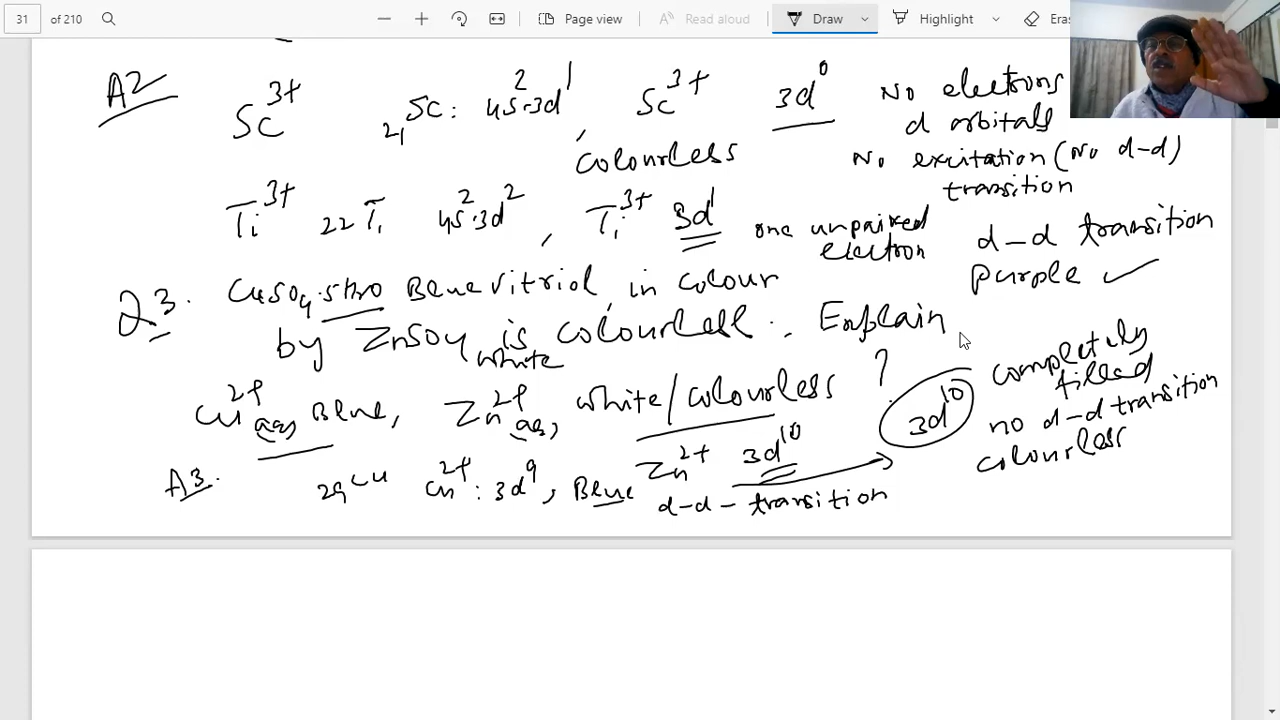 31 of 210 Page view Read aloud Draw Highlight Eras
A2 Sc3+ 21Sc: 4s2.3d1, Sc3+ 3d0 No electrons
d orbitals
colourless No excitation (No d-d)
transition
Ti3+ 22Ti 4s2.3d2, Ti3+ 3d1 one unpaired
electron d-d transition
purple ✓
Q3. CuSO4.5H2O Blue Vitriol in colour
by ZnSO4 is colourless. Explain
white ?
Cu2+ (aq) Blue, Zn2+ (aq) white/colourless
3d10 completely
filled
no d-d transition
colourless
A3. 29Cu Cu2+: 3d9, Blue Zn2+ 3d10
d-d-transition